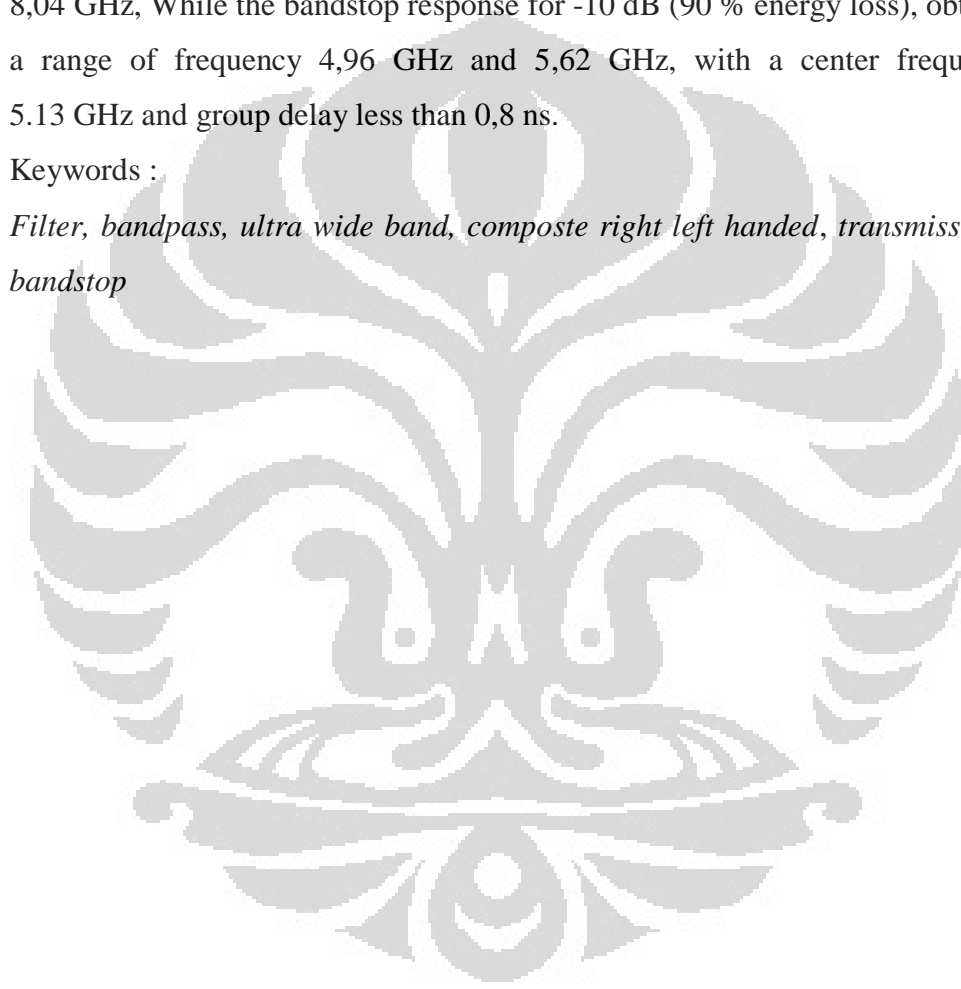 8,04 GHz, While the bandstop response for -10 dB (90 % energy loss), obt
a range of frequency 4,96 GHz and 5,62 GHz, with a center frequ
5.13 GHz and group delay less than 0,8 ns.
Keywords :
Filter, bandpass, ultra wide band, composte right left handed, transmiss
bandstop